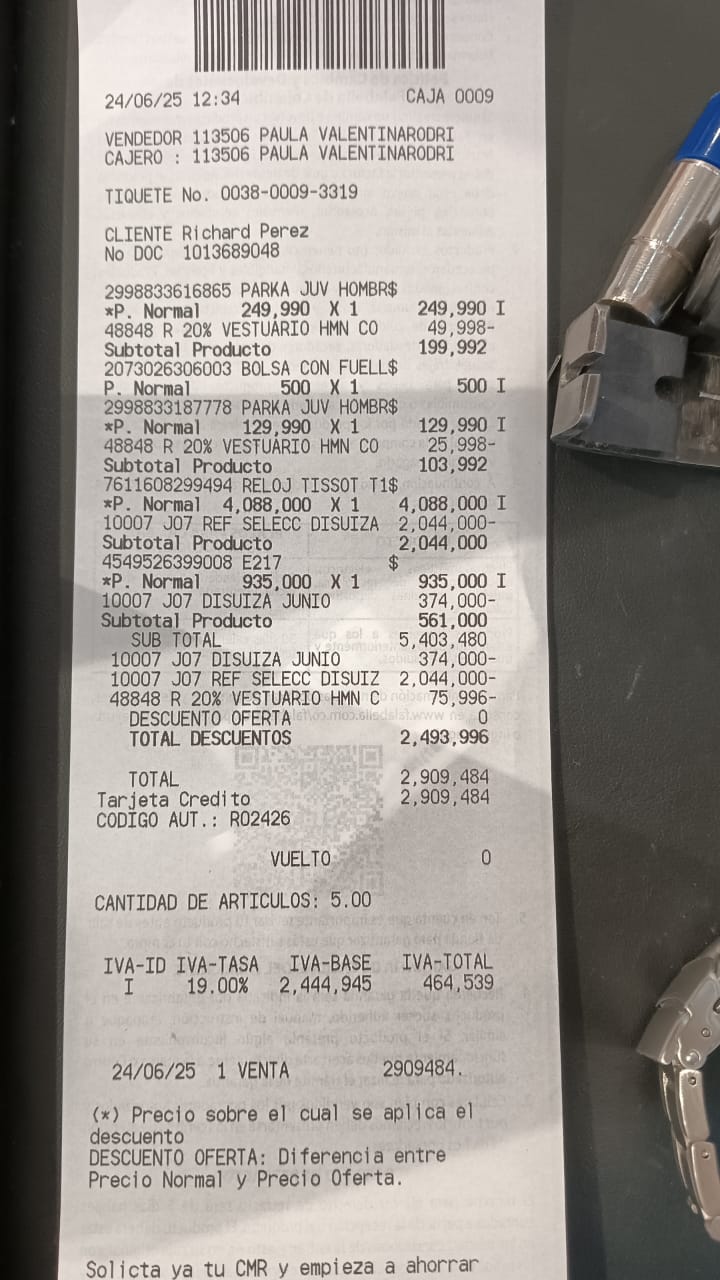 24/06/25 12:34 CAJA 0009
VENDEDOR 113506 PAULA VALENTINARODRI
CAJERO : 113506 PAULA VALENTINARODRI
TIQUETE No. 0038-0009-3319
CLIENTE Richard Perez
No DOC 1013689048
2998833616865 PARKA JUV HOMBR$
*P. Normal 249,990 X 1 249,990 I
48848 R 20% VESTUARIO HMN CO 49,998-
Subtotal Producto 199,992
2073026306003 BOLSA CON FUELL$
P. Normal 500 X 1 500 I
2998833187778 PARKA JUV HOMBR$
*P. Normal 129,990 X 1 129,990 I
48848 R 20% VESTUARIO HMN CO 25,998-
Subtotal Producto 103,992
7611608299494 RELOJ TISSOT T1$
*P. Normal 4,088,000 X 1 4,088,000 I
10007 J07 REF SELECC DISUIZA 2,044,000-
Subtotal Producto 2,044,000
4549526399008 E217 $
*P. Normal 935,000 X 1 935,000 I
10007 J07 DISUIZA JUNIO 374,000-
Subtotal Producto 561,000
SUB TOTAL 5,403,480
10007 J07 DISUIZA JUNIO 374,000-
10007 J07 REF SELECC DISUIZ 2,044,000-
48848 R 20% VESTUARIO HMN C 75,996-
DESCUENTO OFERTA 0
TOTAL DESCUENTOS 2,493,996
TOTAL 2,909,484
Tarjeta Credito 2,909,484
CODIGO AUT.: R02426
VUELTO 0
CANTIDAD DE ARTICULOS: 5.00
IVA-ID IVA-TASA IVA-BASE IVA-TOTAL
I 19.00% 2,444,945 464,539
24/06/25 1 VENTA 2909484.
(*) Precio sobre el cual se aplica el
descuento
DESCUENTO OFERTA: Diferencia entre
Precio Normal y Precio Oferta.
Solicta ya tu CMR y empieza a ahorrar